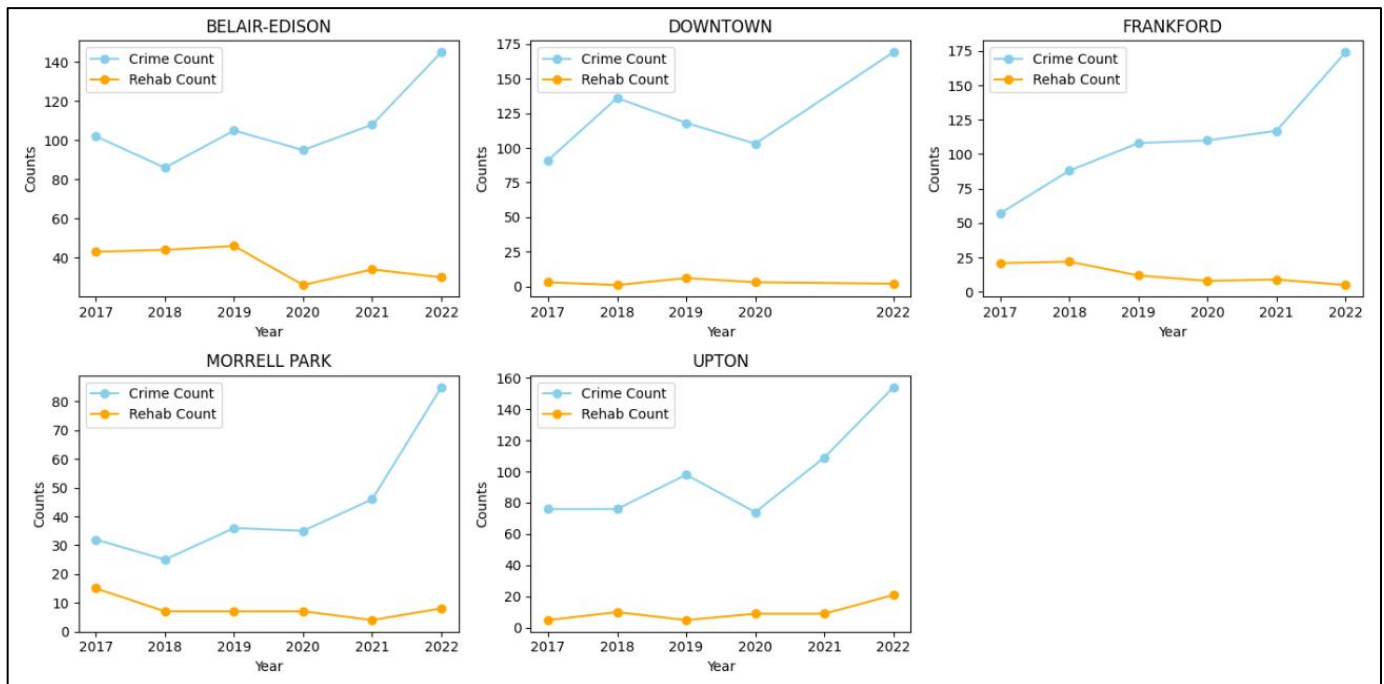 BELAIR-EDISON
Crime Count
Rehab Count
140
120
100
80
60
40
Counts
2017 2018 2019 2020 2021 2022
Year
DOWNTOWN
Crime Count
Rehab Count
175
150
125
100
75
50
25
0
Counts
2017 2018 2019 2020 2022
Year
FRANKFORD
Crime Count
Rehab Count
175
150
125
100
75
50
25
0
Counts
2017 2018 2019 2020 2021 2022
Year
MORRELL PARK
Crime Count
Rehab Count
80
70
60
50
40
30
20
10
0
Counts
2017 2018 2019 2020 2021 2022
Year
UPTON
Crime Count
Rehab Count
160
140
120
100
80
60
40
20
0
Counts
2017 2018 2019 2020 2021 2022
Year